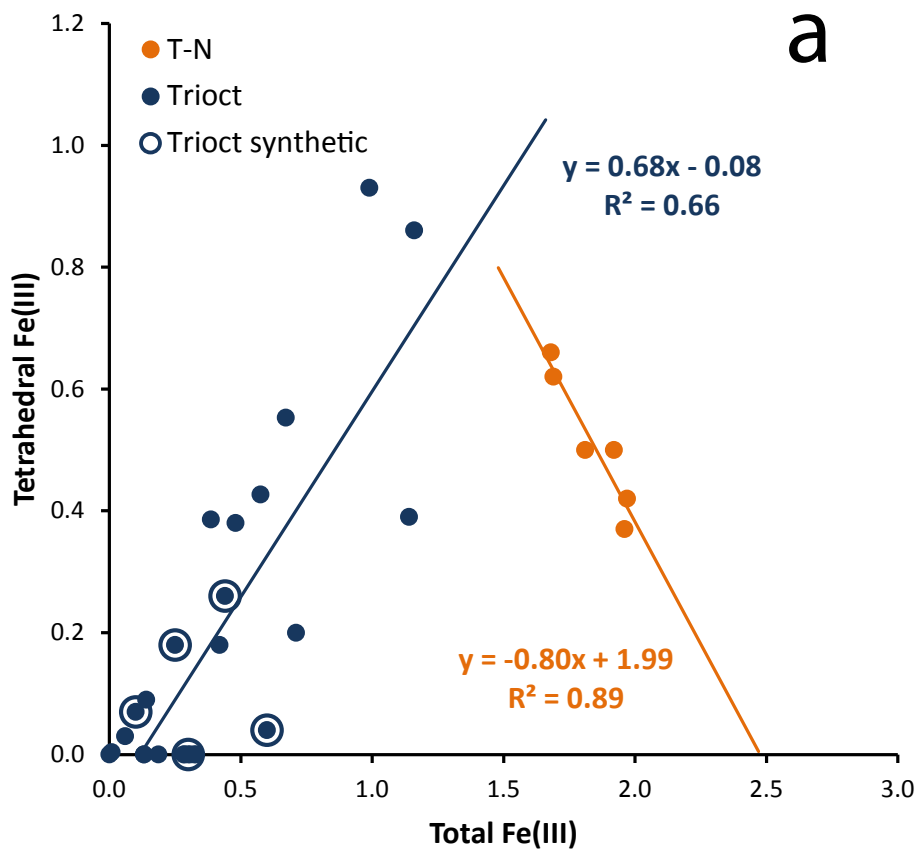 a
T-N
Trioct
Trioct synthetic
y = 0.68x - 0.08
R² = 0.66
y = -0.80x + 1.99
R² = 0.89
Tetrahedral Fe(III)
1.2
1.0
0.8
0.6
0.4
0.2
0.0
0.0 0.5 1.0 1.5 2.0 2.5 3.0
Total Fe(III)